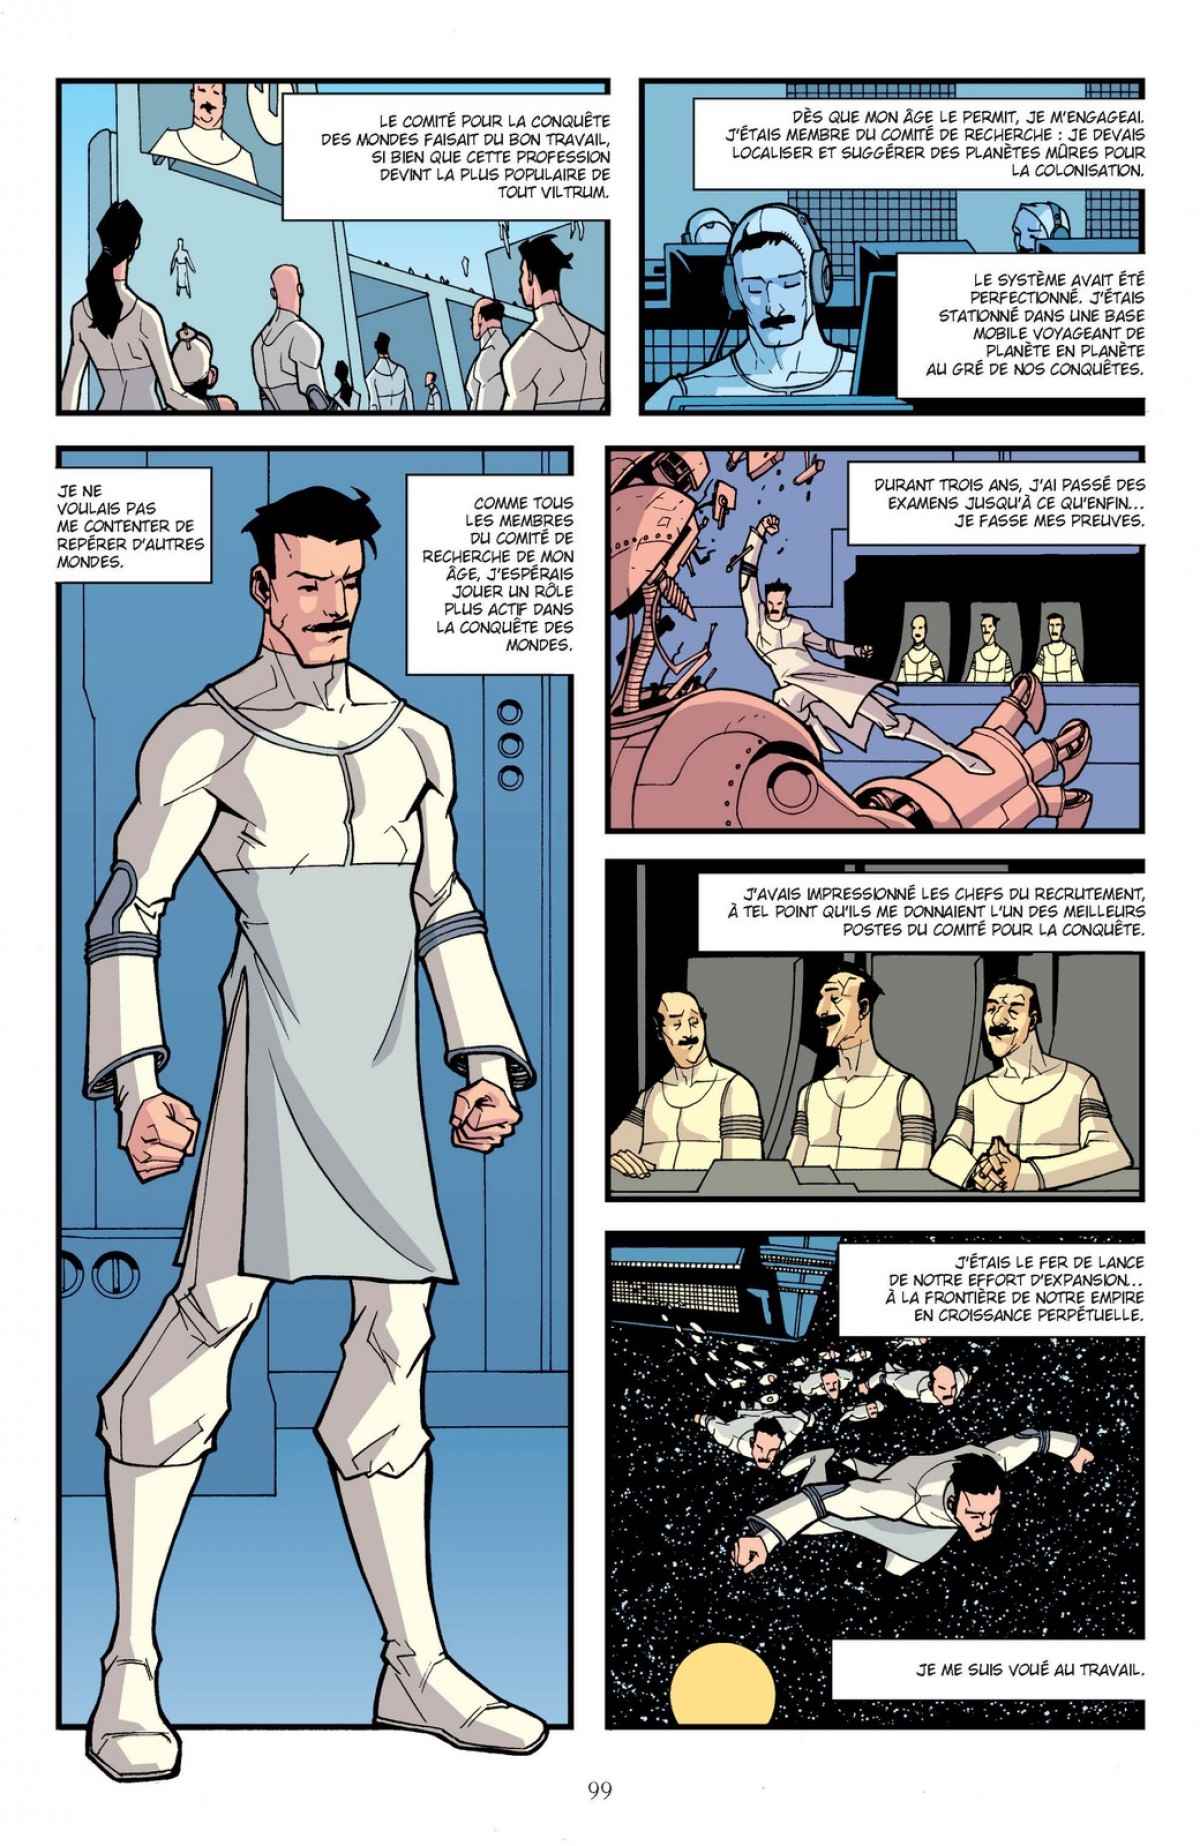 LE COMITÉ POUR LA CONQUÊTE
DES MONDES FAISAIT DU BON TRAVAIL,
SI BIEN QUE CETTE PROFESSION
DEVINT LA PLUS POPULAIRE DE
TOUT VILTRUM.
DÈS QUE MON ÂGE LE PERMIT, JE M'ENGAGEAI.
J'ÉTAIS MEMBRE DU COMITÉ DE RECHERCHE : JE DEVAIS
LOCALISER ET SUGGÉRER DES PLANÈTES MÛRES POUR
LA COLONISATION.
LE SYSTÈME AVAIT ÉTÉ
PERFECTIONNÉ. J'ÉTAIS
STATIONNÉ DANS UNE BASE
MOBILE VOYAGEANT DE
PLANÈTE EN PLANÈTE
AU GRÉ DE NOS CONQUÊTES.
JE NE
VOULAIS PAS
ME CONTENTER DE
REPÉRER D'AUTRES
MONDES.
COMME TOUS
LES MEMBRES
DU COMITÉ DE
RECHERCHE DE MON
ÂGE, J'ESPÉRAIS
JOUER UN RÔLE
PLUS ACTIF DANS
LA CONQUÊTE DES
MONDES.
DURANT TROIS ANS, J'AI PASSÉ DES
EXAMENS JUSQU'À CE QU'ENFIN...
JE FASSE MES PREUVES.
J'AVAIS IMPRESSIONNÉ LES CHEFS DU RECRUTEMENT,
À TEL POINT QU'ILS ME DONNAIENT L'UN DES MEILLEURS
POSTES DU COMITÉ POUR LA CONQUÊTE.
J'ÉTAIS LE FER DE LANCE
DE NOTRE EFFORT D'EXPANSION...
À LA FRONTIÈRE DE NOTRE EMPIRE
EN CROISSANCE PERPÉTUELLE.
JE ME SUIS VOUÉ AU TRAVAIL.
99